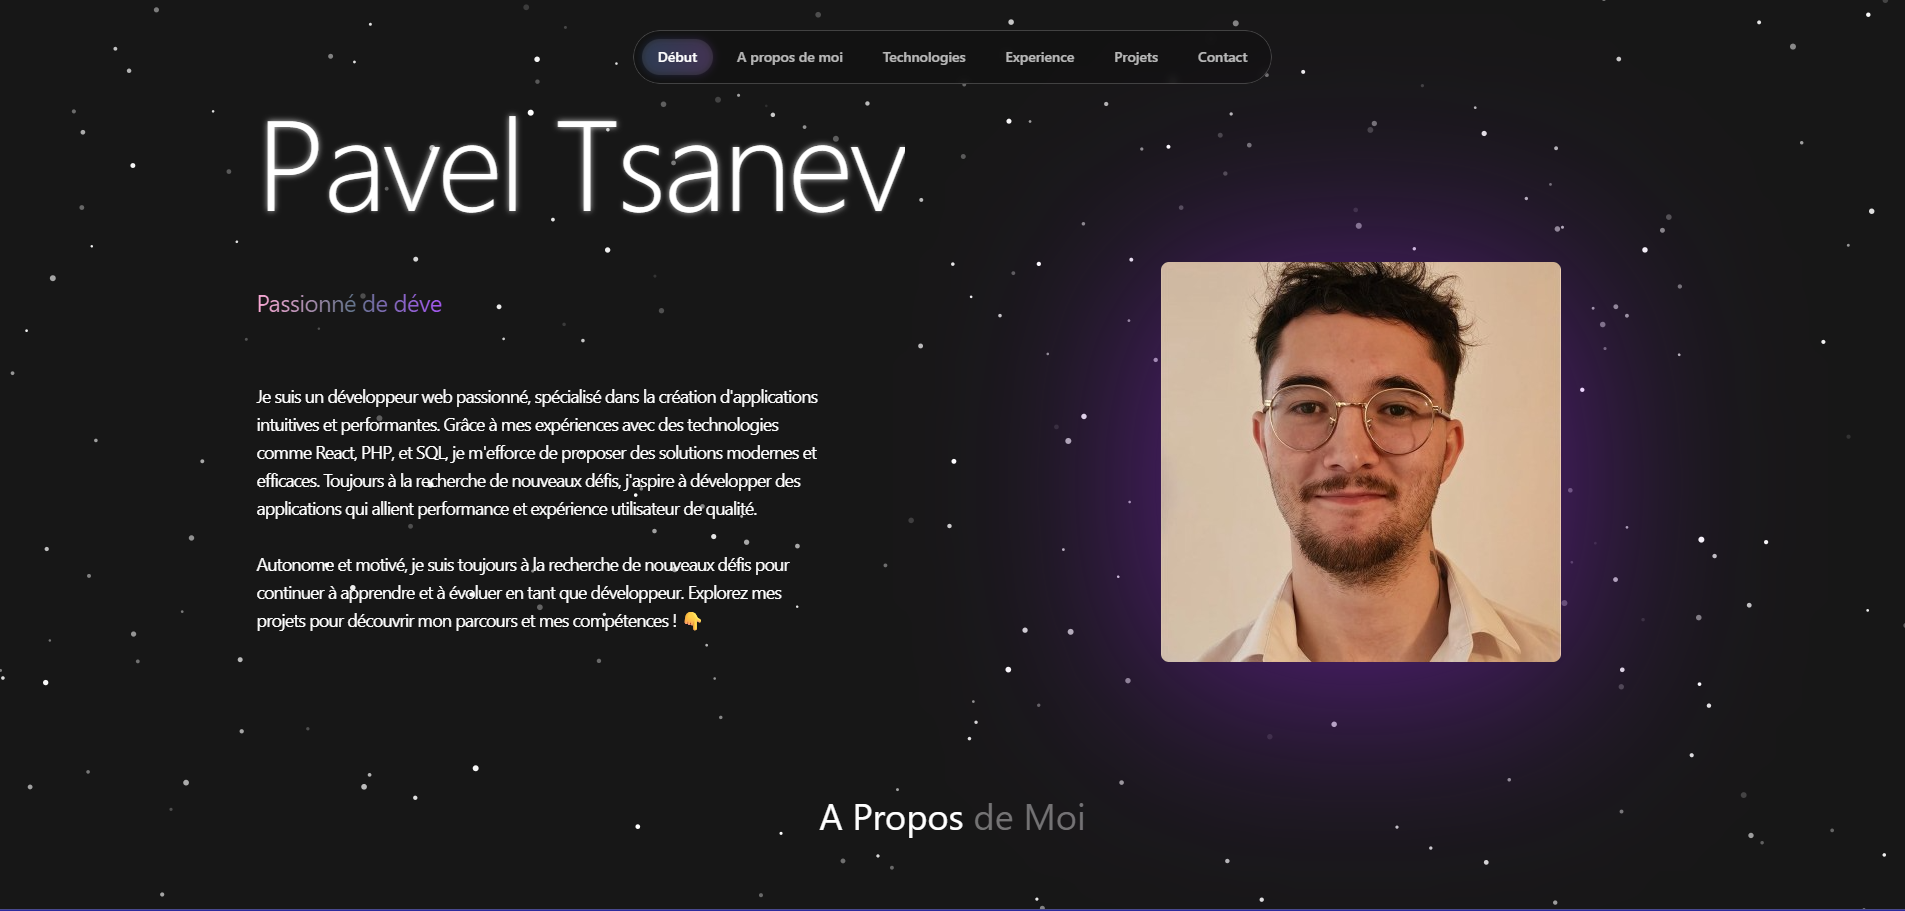 Début A propos de moi Technologies Experience Projets Contact
Pavel Tsanev
Passionné de déve
Je suis un développeur web passionné, spécialisé dans la création d'applications
intuitives et performantes. Grâce à mes expériences avec des technologies
comme React, PHP, et SQL, je m'efforce de proposer des solutions modernes et
efficaces. Toujours à la recherche de nouveaux défis, j'aspire à développer des
applications qui allient performance et expérience utilisateur de qualité.
Autonome et motivé, je suis toujours à la recherche de nouveaux défis pour
continuer à apprendre et à évoluer en tant que développeur. Explorez mes
projets pour découvrir mon parcours et mes compétences ! 👇
A Propos de Moi